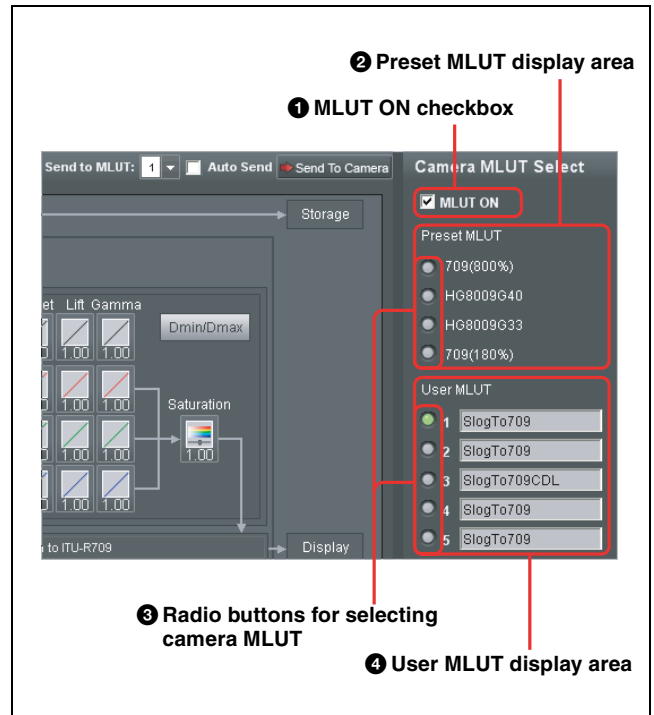 ❷ Preset MLUT display area
❶ MLUT ON checkbox
Send to MLUT: 1 Auto Send Send To Camera
Camera MLUT Select
MLUT ON
Storage
Preset MLUT
709(800%)
HG8009G40
HG8009G33
709(180%)
et Lift Gamma
Dmin/Dmax
1.00 1.00
1.00 1.00
Saturation
1.00 1.00
1.00
1.00 1.00
User MLUT
1 SlogTo709
2 SlogTo709
3 SlogTo709CDL
4 SlogTo709
5 SlogTo709
to ITU-R709
Display
❸ Radio buttons for selecting
camera MLUT
❹ User MLUT display area